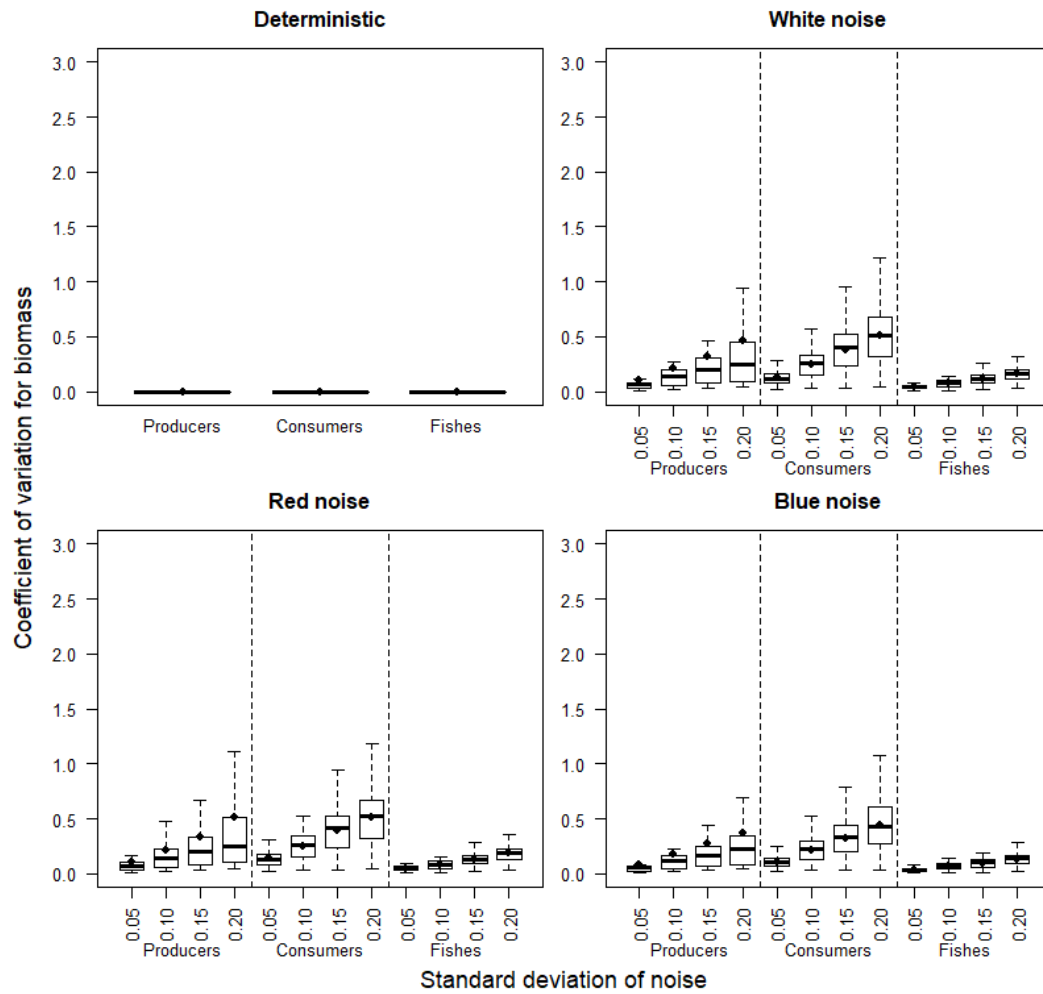 Deterministic
White noise
Coefficient of variation for biomass
3.0
2.5
2.0
1.5
1.0
0.5
0.0
Producers Consumers Fishes
3.0
2.5
2.0
1.5
1.0
0.5
0.0
0.05 0.10 0.15 0.20 0.05 0.10 0.15 0.20 0.05 0.10 0.15 0.20
Producers Consumers Fishes
Red noise
Blue noise
3.0
2.5
2.0
1.5
1.0
0.5
0.0
0.05 0.10 0.15 0.20 0.05 0.10 0.15 0.20 0.05 0.10 0.15 0.20
Producers Consumers Fishes
3.0
2.5
2.0
1.5
1.0
0.5
0.0
0.05 0.10 0.15 0.20 0.05 0.10 0.15 0.20 0.05 0.10 0.15 0.20
Producers Consumers Fishes
Standard deviation of noise